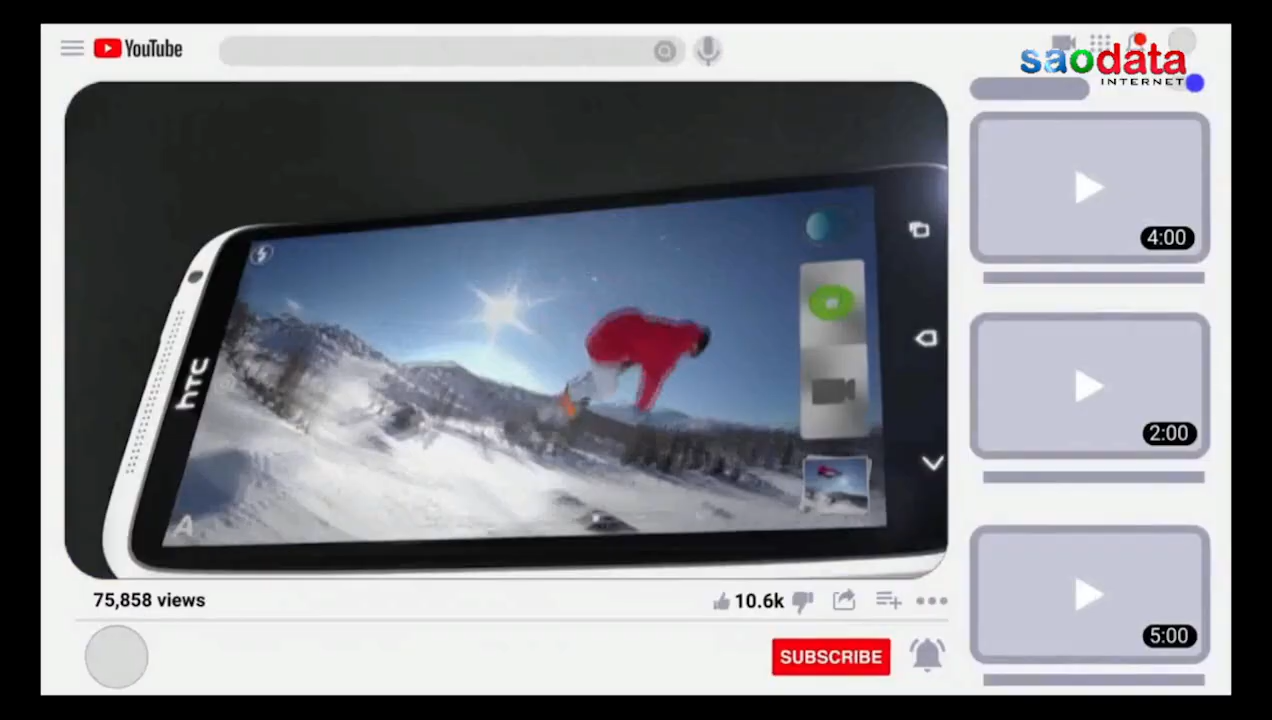 YouTube
saodata
INTERNET
4:00
hTC
2:00
A
75,858 views
10.6k
5:00
SUBSCRIBE